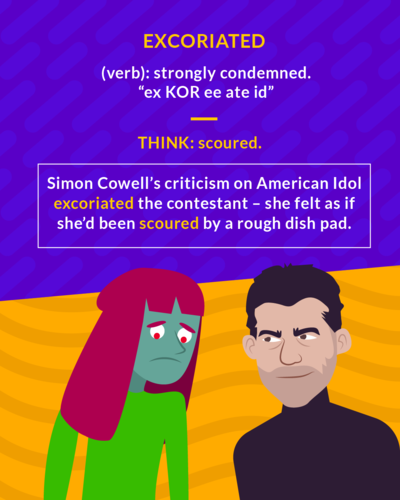 EXCORIATED
(verb): strongly condemned.
“ex KOR ee ate id”
THINK: scoured.
Simon Cowell’s criticism on American Idol
excoriated the contestant – she felt as if
she’d been scoured by a rough dish pad.